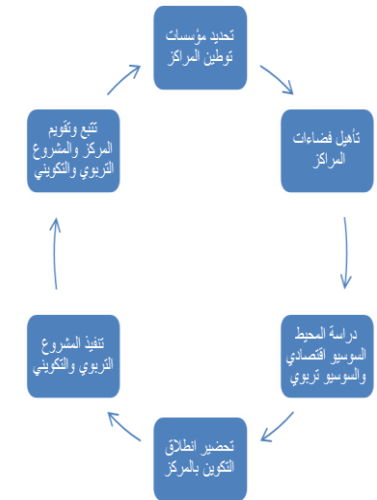 تحديد مؤسسات
توطين المراكز
تأهيل فضاءات
المراكز
دراسة المحيط
السوسيو اقتصادي
والسوسيو تربوي
تحضير انطلاق
التكوين بالمركز
تنفيذ المشروع
التربوي والتكويني
تتبع وتقويم
المركز والمشروع
التربوي والتكويني